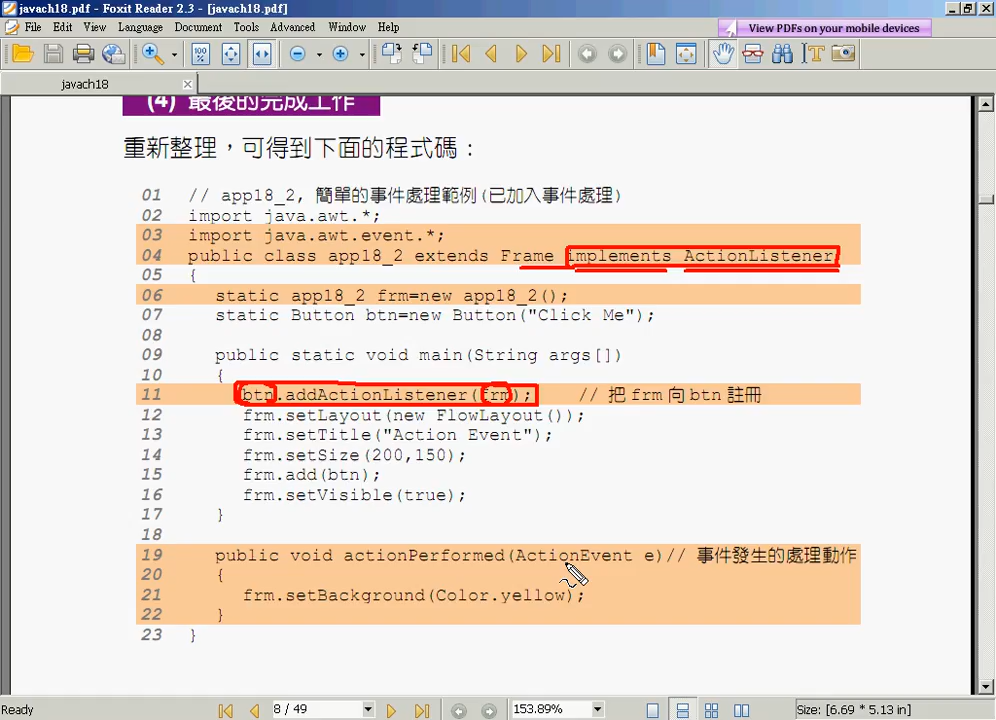 javach18.pdf - Foxit Reader 2.3 - [javach18.pdf]
File Edit View Language Document Tools Advanced Window Help
View PDFs on your mobile devices
javach18
(4) 最後的完成工作
重新整理，可得到下面的程式碼：
01 // app18_2, 簡單的事件處理範例(已加入事件處理)
02 import java.awt.*;
03 import java.awt.event.*;
04 public class app18_2 extends Frame implements ActionListener
05 {
06 static app18_2 frm=new app18_2();
07 static Button btn=new Button("Click Me");
08
09 public static void main(String args[])
10 {
11 btn.addActionListener(frm); // 把 frm 向 btn 註冊
12 frm.setLayout(new FlowLayout());
13 frm.setTitle("Action Event");
14 frm.setSize(200,150);
15 frm.add(btn);
16 frm.setVisible(true);
17 }
18
19 public void actionPerformed(ActionEvent e)// 事件發生的處理動作
20 {
21 frm.setBackground(Color.yellow);
22 }
23 }
Ready 8 / 49 153.89% Size: [6.69 * 5.13 in]